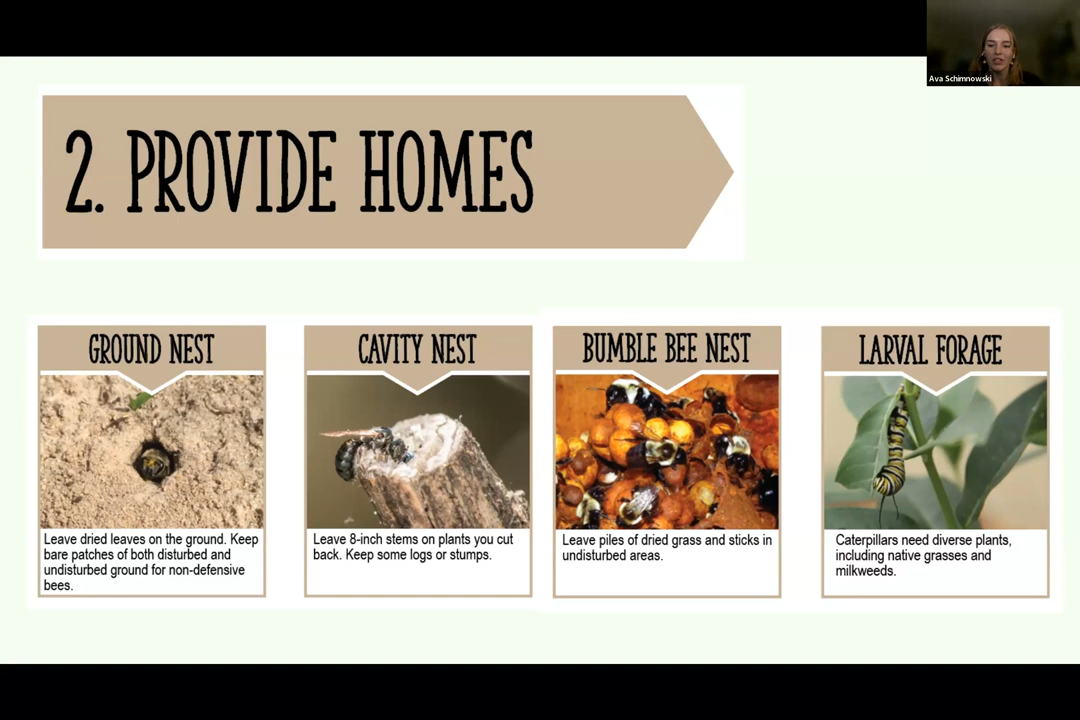 Ava Schimnowski
2. PROVIDE HOMES
GROUND NEST
Leave dried leaves on the ground. Keep
bare patches of both disturbed and
undisturbed ground for non-defensive
bees.
CAVITY NEST
Leave 8-inch stems on plants you cut
back. Keep some logs or stumps.
BUMBLE BEE NEST
Leave piles of dried grass and sticks in
undisturbed areas.
LARVAL FORAGE
Caterpillars need diverse plants,
including native grasses and
milkweeds.